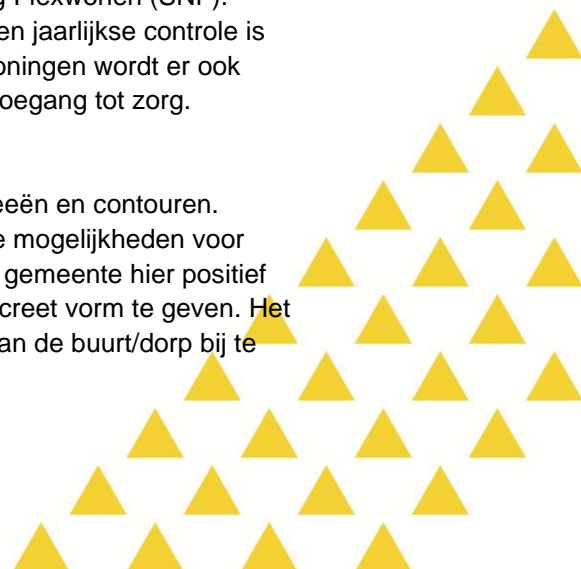 Flexwonen (SNF).
en jaarlijkse controle is
oningen wordt er ook
oegang tot zorg.
eeën en contouren.
e mogelijkheden voor
gemeente hier positief
creet vorm te geven. Het
an de buurt/dorp bij te